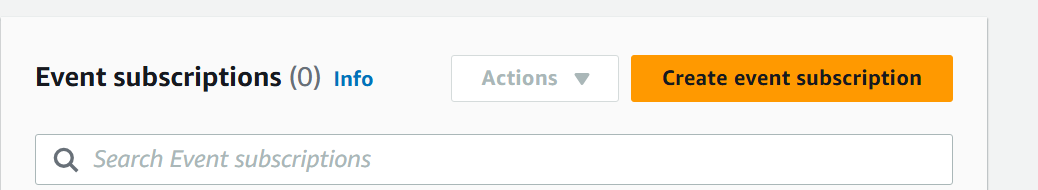 Event subscriptions (0) Info Actions Create event subscription
Search Event subscriptions